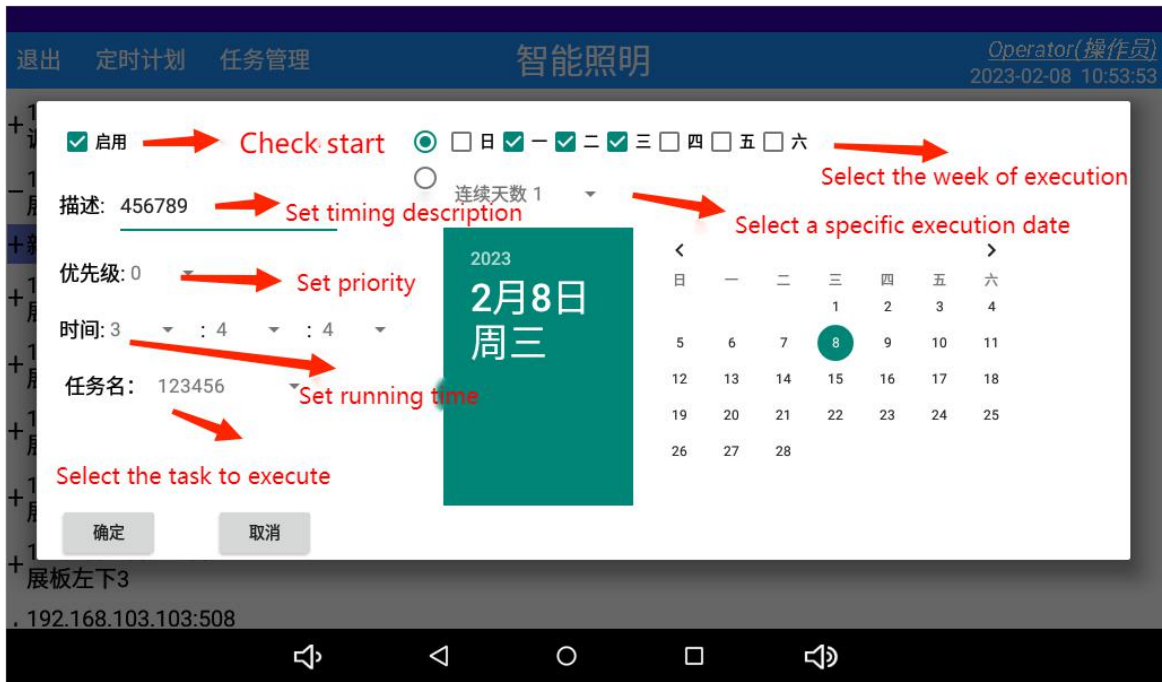 退出 定时计划 任务管理 智能照明 Operator(操作员)
2023-02-08 10:53:53
启用 Check start 日 一 二 三 四 五 六
Select the week of execution
描述: 456789 Set timing description
连续天数 1
Select a specific execution date
优先级: 0 Set priority
时间: 3 : 4 : 4
Set running time
任务名: 123456
Select the task to execute
确定 取消
2023
2月8日
周三
日 一 二 三 四 五 六
1 2 3 4
5 6 7 8 9 10 11
12 13 14 15 16 17 18
19 20 21 22 23 24 25
26 27 28
展板左下3
192.168.103.103:508